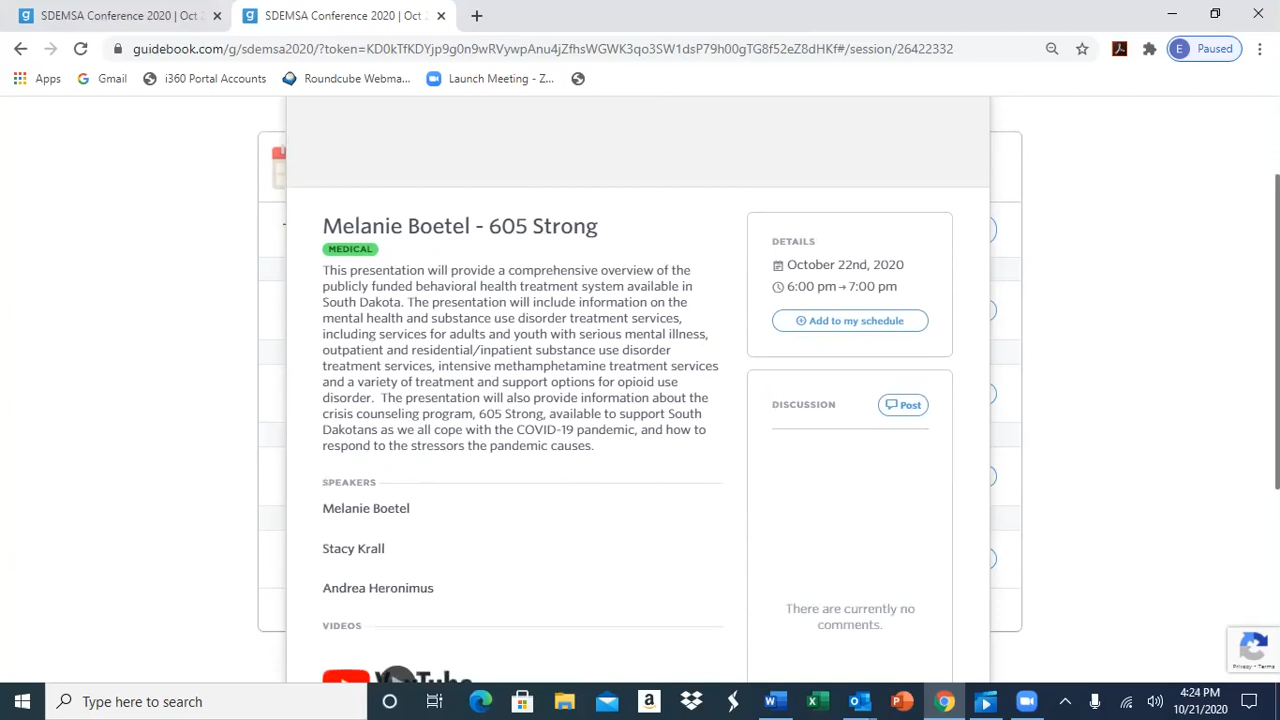 SDEMSA Conference 2020 | Oct 2
SDEMSA Conference 2020 | Oct 2
guidebook.com/g/sdemsa2020/?token=KD0kTfKDYjp9g0n9wRVywpAnu4jZfhsWGWK3qo3SW1dsP79h00gTG8f52eZ8dHKf#/session/26422332
E Paused
Apps
Gmail
i360 Portal Accounts
Roundcube Webma...
Launch Meeting - Z...
Melanie Boetel - 605 Strong
MEDICAL
This presentation will provide a comprehensive overview of the
publicly funded behavioral health treatment system available in
South Dakota. The presentation will include information on the
mental health and substance use disorder treatment services,
including services for adults and youth with serious mental illness,
outpatient and residential/inpatient substance use disorder
treatment services, intensive methamphetamine treatment services
and a variety of treatment and support options for opioid use
disorder. The presentation will also provide information about the
crisis counseling program, 605 Strong, available to support South
Dakotans as we all cope with the COVID-19 pandemic, and how to
respond to the stressors the pandemic causes.
SPEAKERS
Melanie Boetel
Stacy Krall
Andrea Heronimus
VIDEOS
YouTube
DETAILS
October 22nd, 2020
6:00 pm → 7:00 pm
Add to my schedule
DISCUSSION
Post
There are currently no
comments.
Privacy - Terms
Type here to search
4:24 PM
10/21/2020